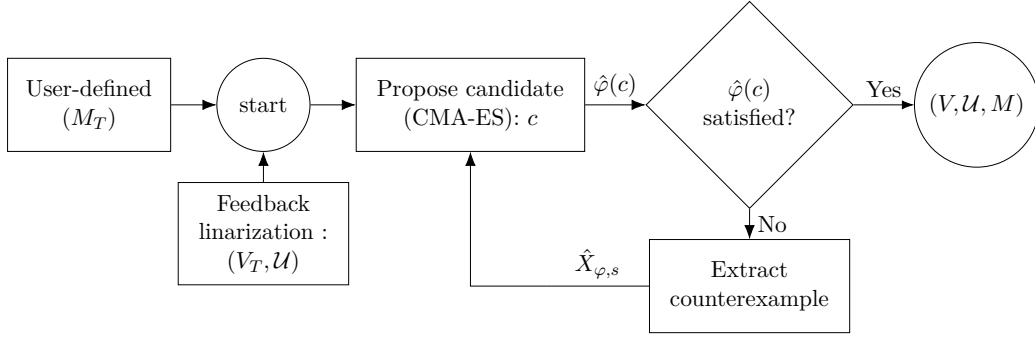 User-defined
(M_T)
start
Feedback
linarization :
(V_T, 𝒰)
Propose candidate
(CMA-ES): c
φ̂(c)
φ̂(c)
satisfied?
Yes
(V, 𝒰, M)
No
Extract
counterexample
X̂_{φ,s}